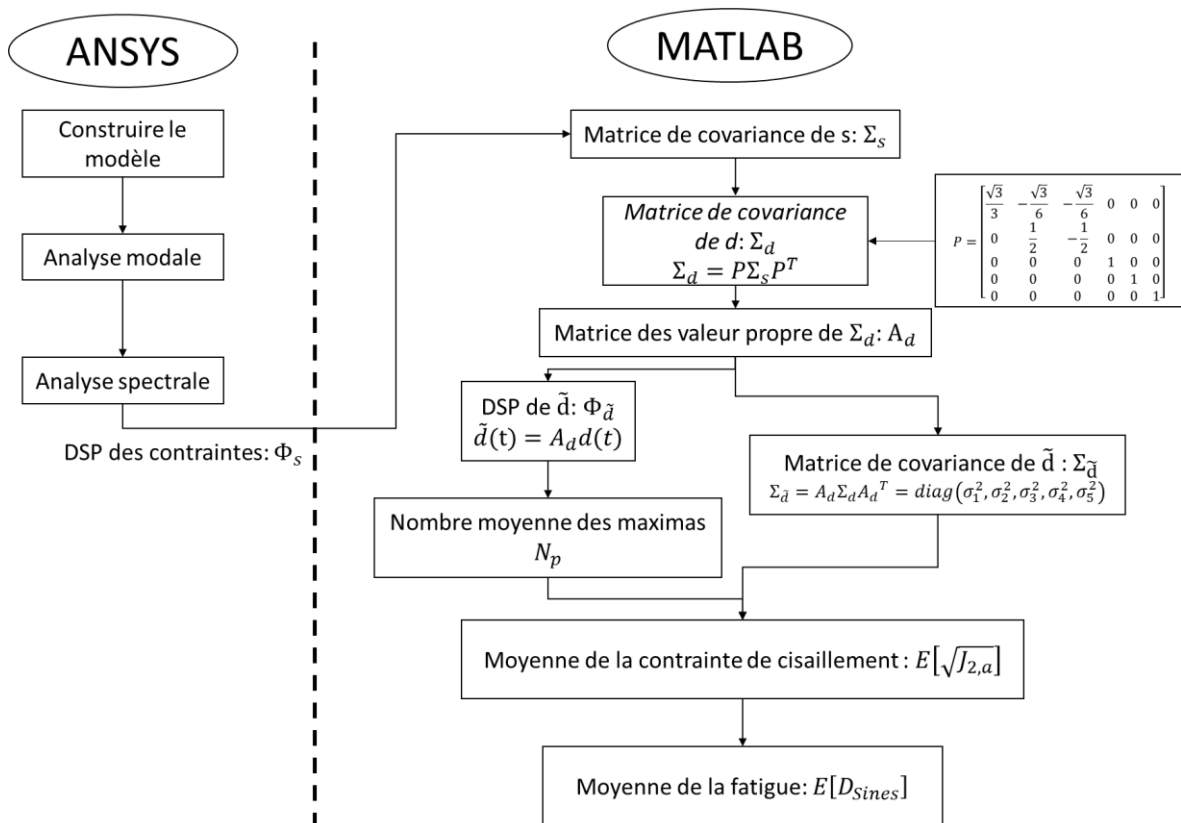 ANSYS
Construire le
modèle
Analyse modale
Analyse spectrale
DSP des contraintes: Φ_s
MATLAB
Matrice de covariance de s: Σ_s
Matrice de covariance
de d: Σ_d
Σ_d = PΣ_sP^T
P = [√3/3 −√3/6 −√3/6 0 0 0
0 1/2 −1/2 0 0 0
0 0 0 1 0 0
0 0 0 0 1 0
0 0 0 0 0 1]
Matrice des valeur propre de Σ_d: A_d
DSP de d̃: Φ_d̃
d̃(t) = A_d d(t)
Matrice de covariance de d̃ : Σ_d̃
Σ_d̃ = A_dΣ_dA_d^T = diag(σ_1^2, σ_2^2, σ_3^2, σ_4^2, σ_5^2)
Nombre moyenne des maximas
N_p
Moyenne de la contrainte de cisaillement : E[√J_{2,a}]
Moyenne de la fatigue: E[D_{Sines}]